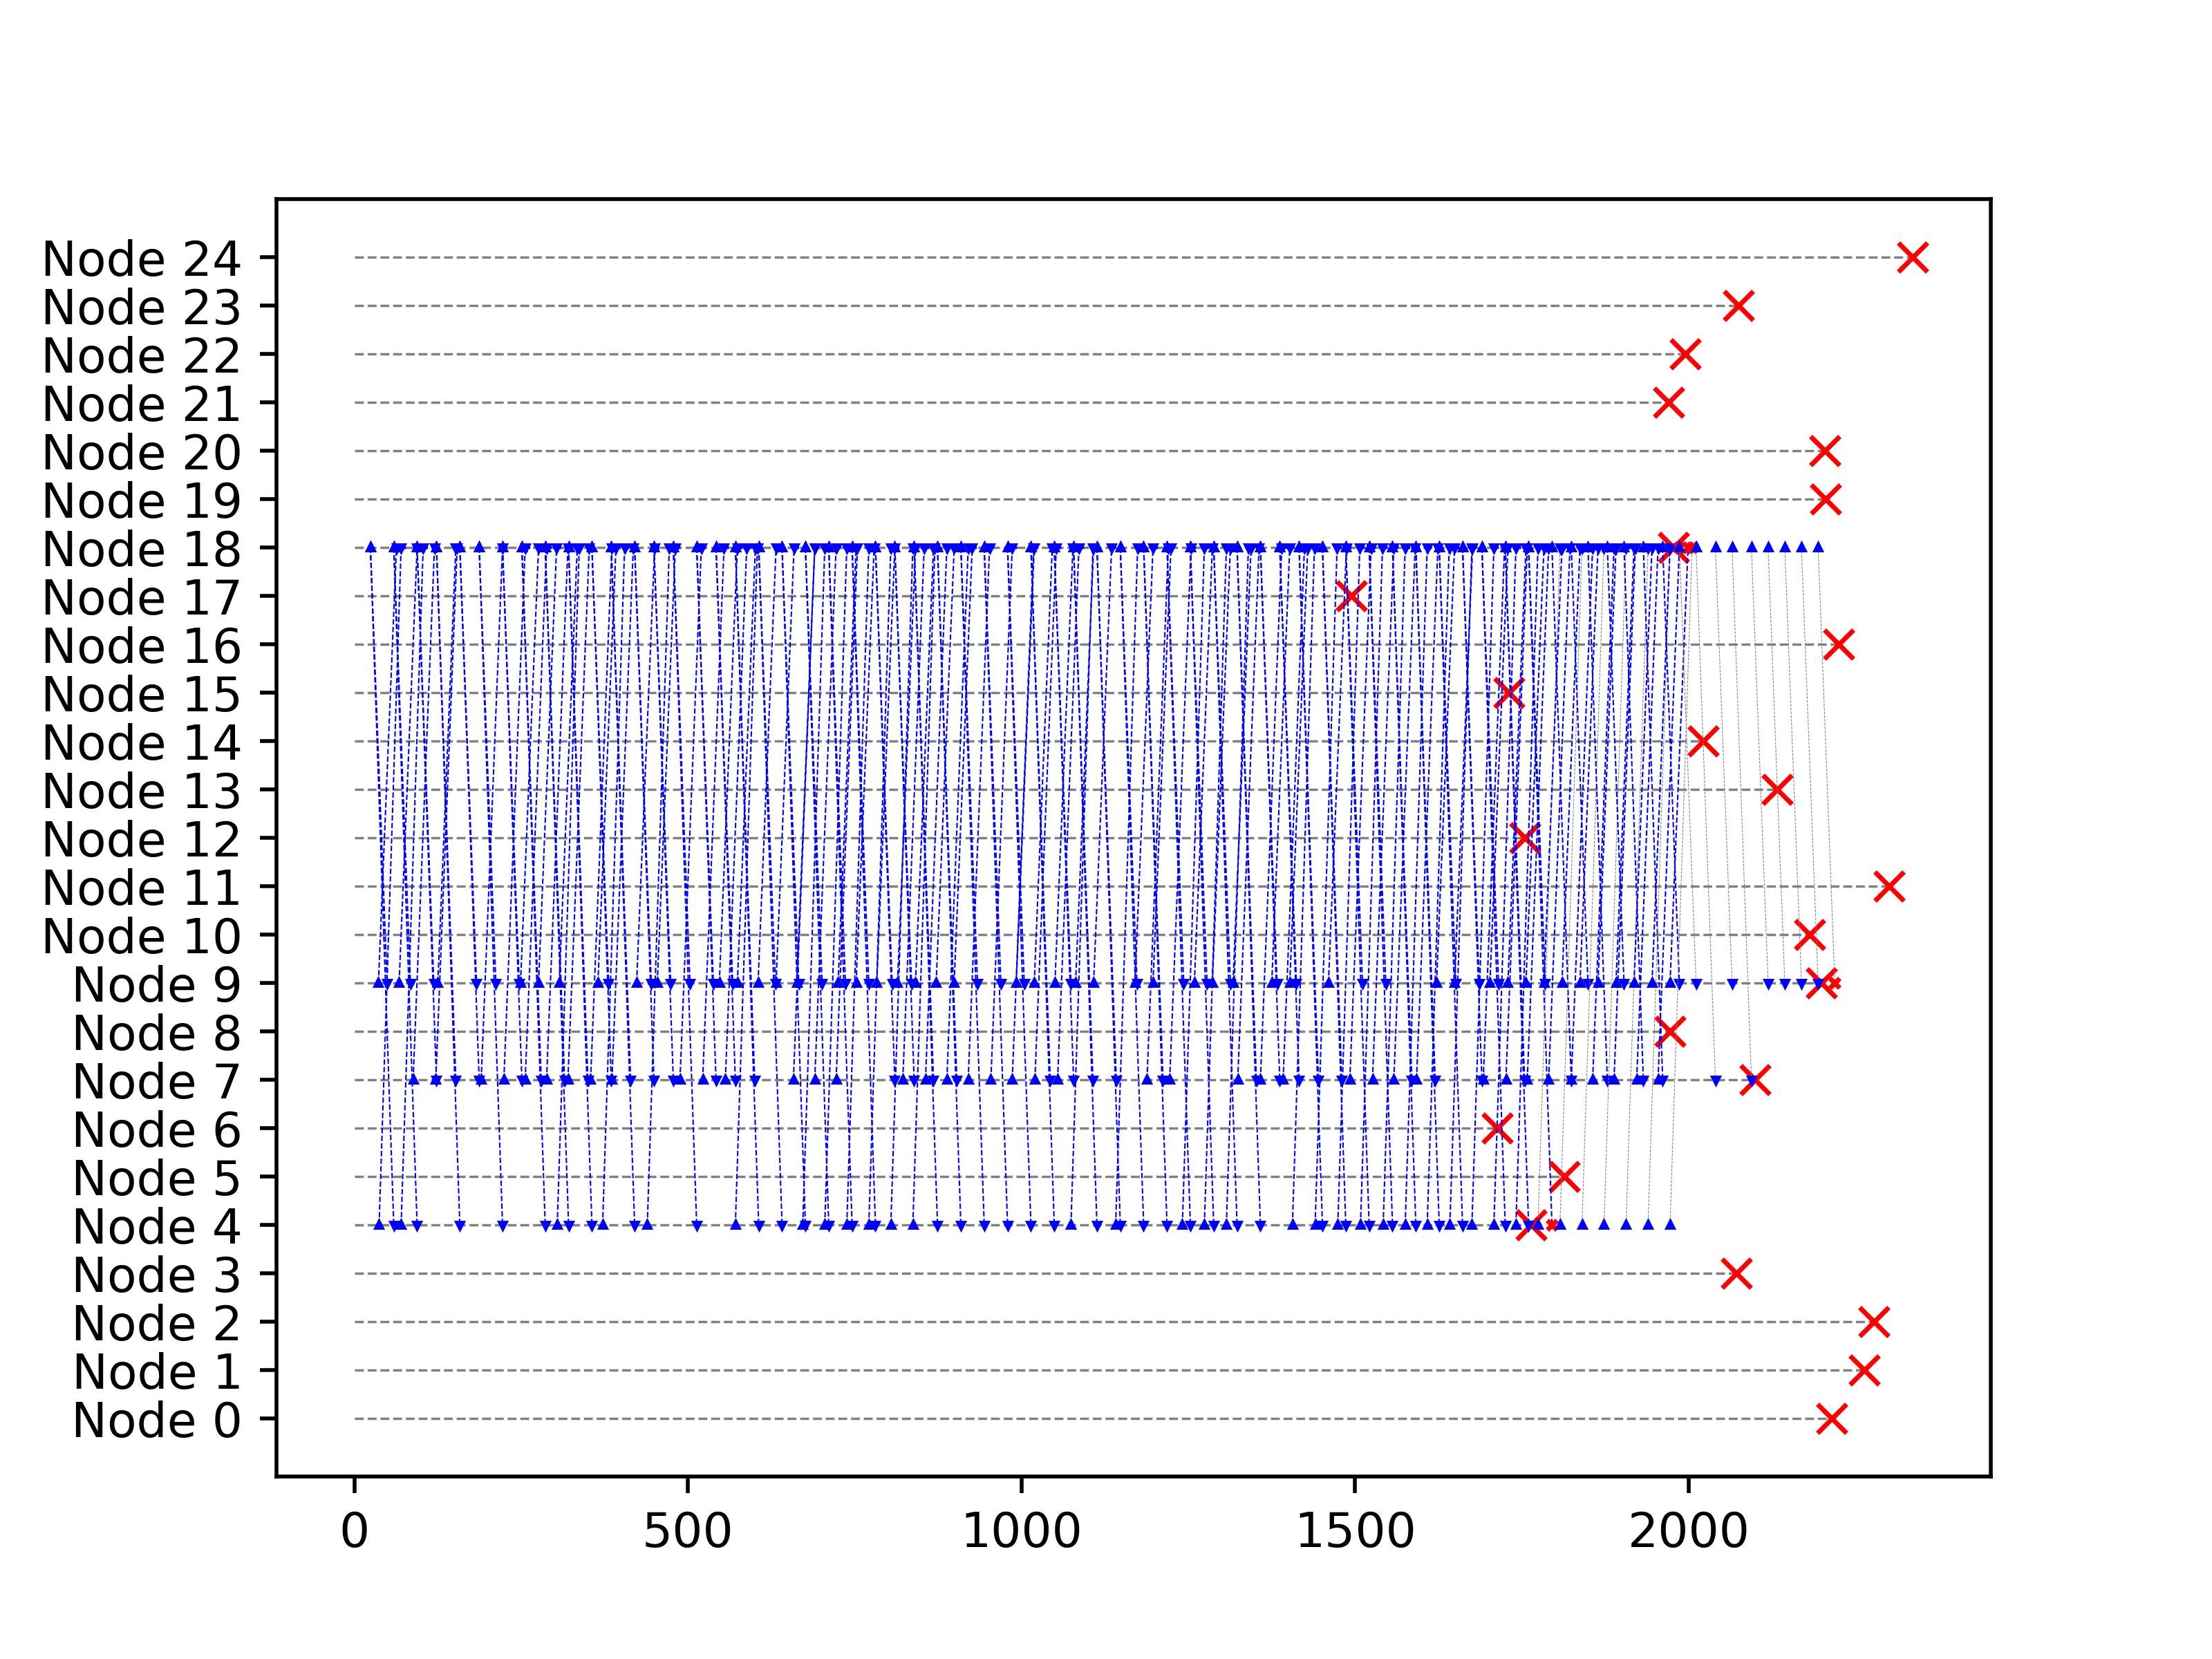 Node 24
Node 23
Node 22
Node 21
Node 20
Node 19
Node 18
Node 17
Node 16
Node 15
Node 14
Node 13
Node 12
Node 11
Node 10
Node 9
Node 8
Node 7
Node 6
Node 5
Node 4
Node 3
Node 2
Node 1
Node 0
0 500 1000 1500 2000